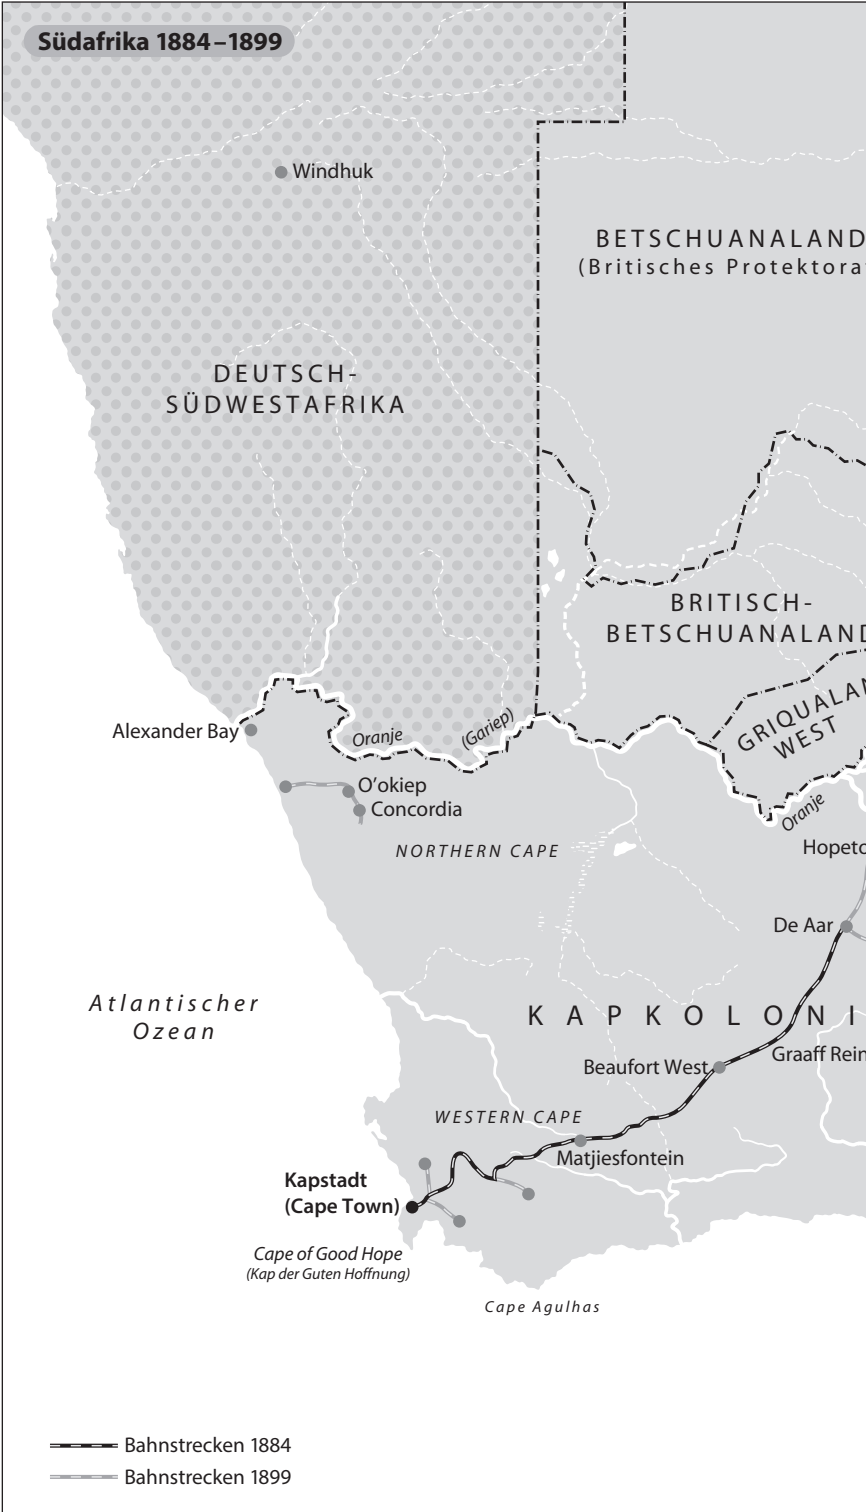 Südafrika 1884–1899
Windhuk
BETSCHUANALAND
(Britisches Protektora
DEUTSCH-
SÜDWESTAFRIKA
BRITISCH-
BETSCHUANALAND
GRIQUALAN
WEST
Alexander Bay
Oranje
(Gariep)
O'okiep
Concordia
Oranje
NORTHERN CAPE
Hopeto
De Aar
Atlantischer
Ozean
KAPKOLONI
Graaff Rein
Beaufort West
WESTERN CAPE
Matjiesfontein
Kapstadt
(Cape Town)
Cape of Good Hope
(Kap der Guten Hoffnung)
Cape Agulhas
Bahnstrecken 1884
Bahnstrecken 1899